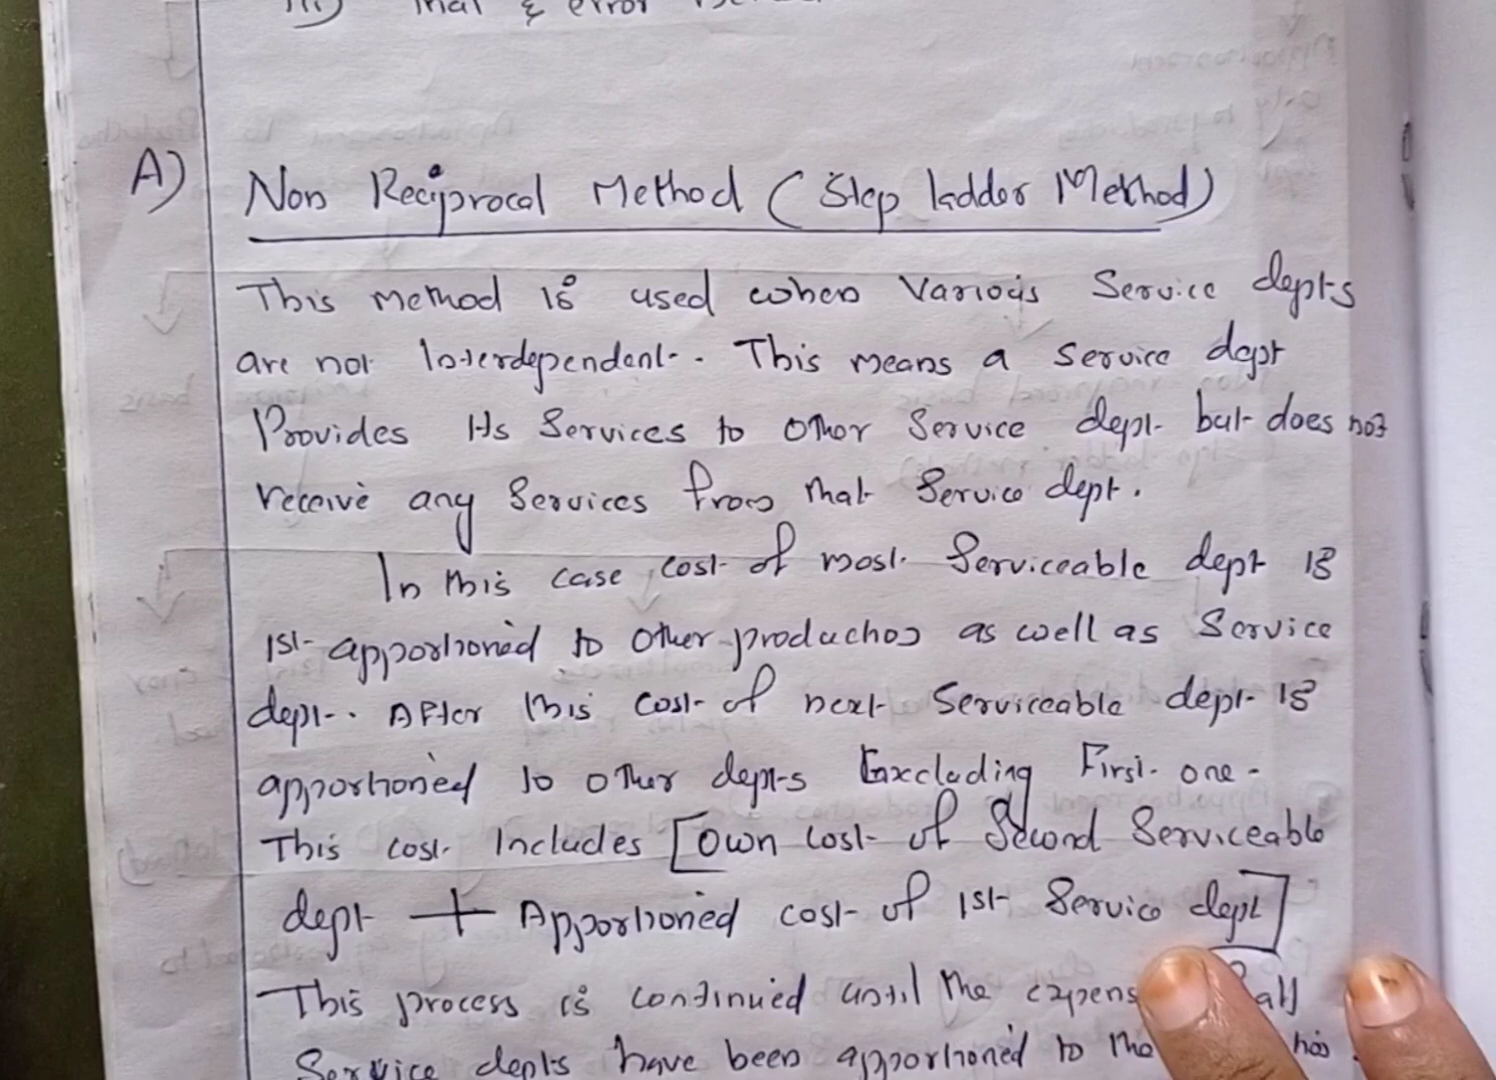 iii) Trial & error
A) Non Reciprocal Method (Step ladder Method)
This method is used when various Service depts
are not Interdependent. This means a Service dept
Provides its Services to other Service dept but does not
receive any Services from that Service dept.
In this case, cost of most Serviceable dept is
1st apportioned to other production as well as Service
dept. After this cost of next Serviceable dept is
apportioned to other depts Excluding First one.
This cost Includes [Own cost of Second Serviceable
dept + Apportioned cost of 1st Service dept]
This process is continued until the all
Service depts have been apportioned to the